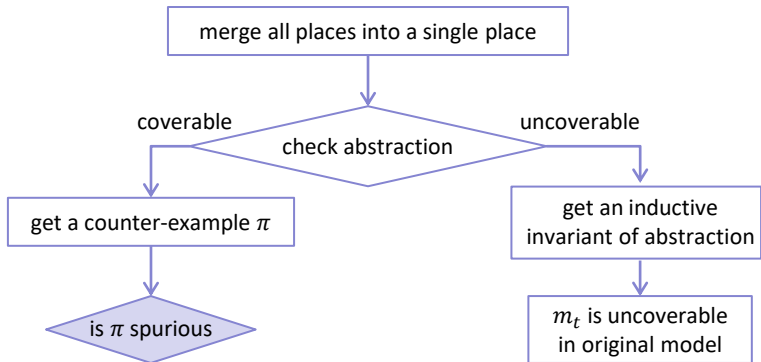 merge all places into a single place
coverable
uncoverable
check abstraction
get a counter-example π
get an inductive
invariant of abstraction
is π spurious
m_t is uncoverable
in original model